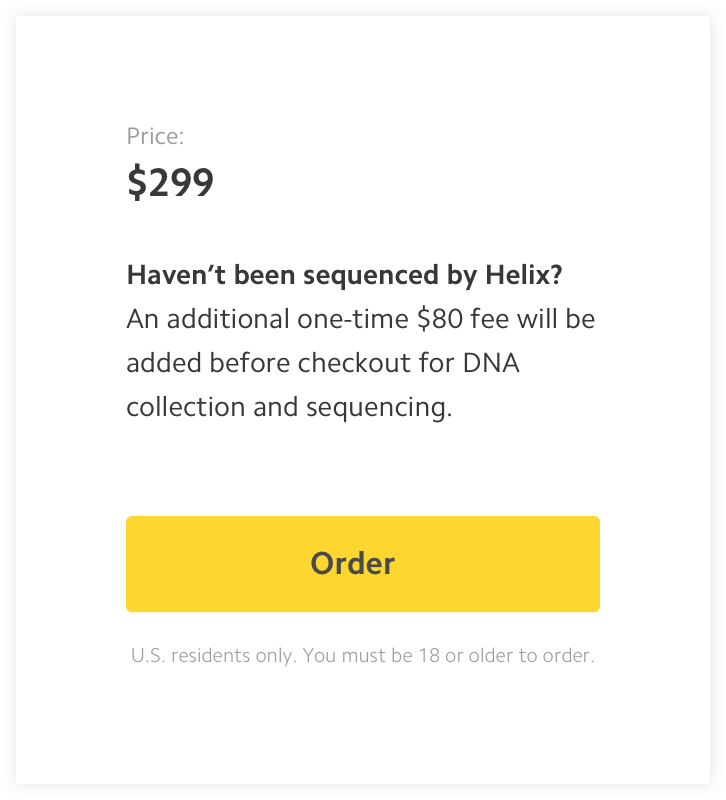 Price:
$299
Haven’t been sequenced by Helix?
An additional one-time $80 fee will be
added before checkout for DNA
collection and sequencing.
Order
U.S. residents only. You must be 18 or older to order.